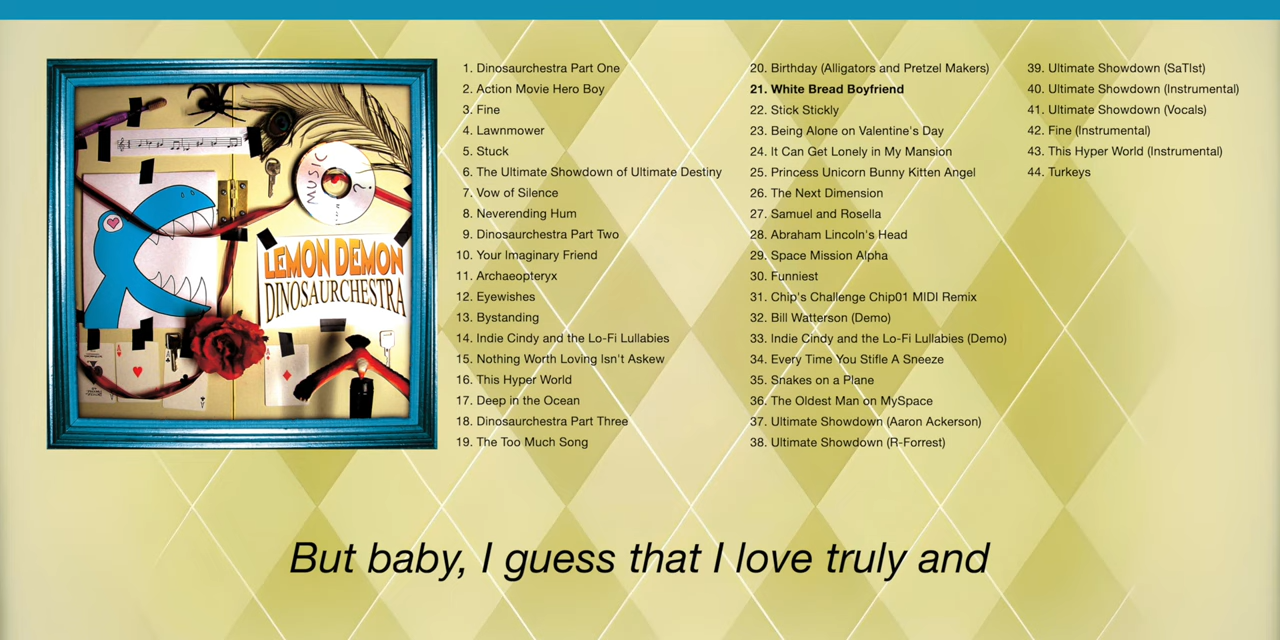 MUSIC
LEMON DEMON
DINOSAURCHESTRA
1. Dinosaurchestra Part One
2. Action Movie Hero Boy
3. Fine
4. Lawnmower
5. Stuck
6. The Ultimate Showdown of Ultimate Destiny
7. Vow of Silence
8. Neverending Hum
9. Dinosaurchestra Part Two
10. Your Imaginary Friend
11. Archaeopteryx
12. Eyewishes
13. Bystanding
14. Indie Cindy and the Lo-Fi Lullabies
15. Nothing Worth Loving Isn't Askew
16. This Hyper World
17. Deep in the Ocean
18. Dinosaurchestra Part Three
19. The Too Much Song
20. Birthday (Alligators and Pretzel Makers)
21. White Bread Boyfriend
22. Stick Stickly
23. Being Alone on Valentine's Day
24. It Can Get Lonely in My Mansion
25. Princess Unicorn Bunny Kitten Angel
26. The Next Dimension
27. Samuel and Rosella
28. Abraham Lincoln's Head
29. Space Mission Alpha
30. Funniest
31. Chip's Challenge Chip01 MIDI Remix
32. Bill Watterson (Demo)
33. Indie Cindy and the Lo-Fi Lullabies (Demo)
34. Every Time You Stifle A Sneeze
35. Snakes on a Plane
36. The Oldest Man on MySpace
37. Ultimate Showdown (Aaron Ackerson)
38. Ultimate Showdown (R-Forrest)
39. Ultimate Showdown (SaTIst)
40. Ultimate Showdown (Instrumental)
41. Ultimate Showdown (Vocals)
42. Fine (Instrumental)
43. This Hyper World (Instrumental)
44. Turkeys
But baby, I guess that I love truly and